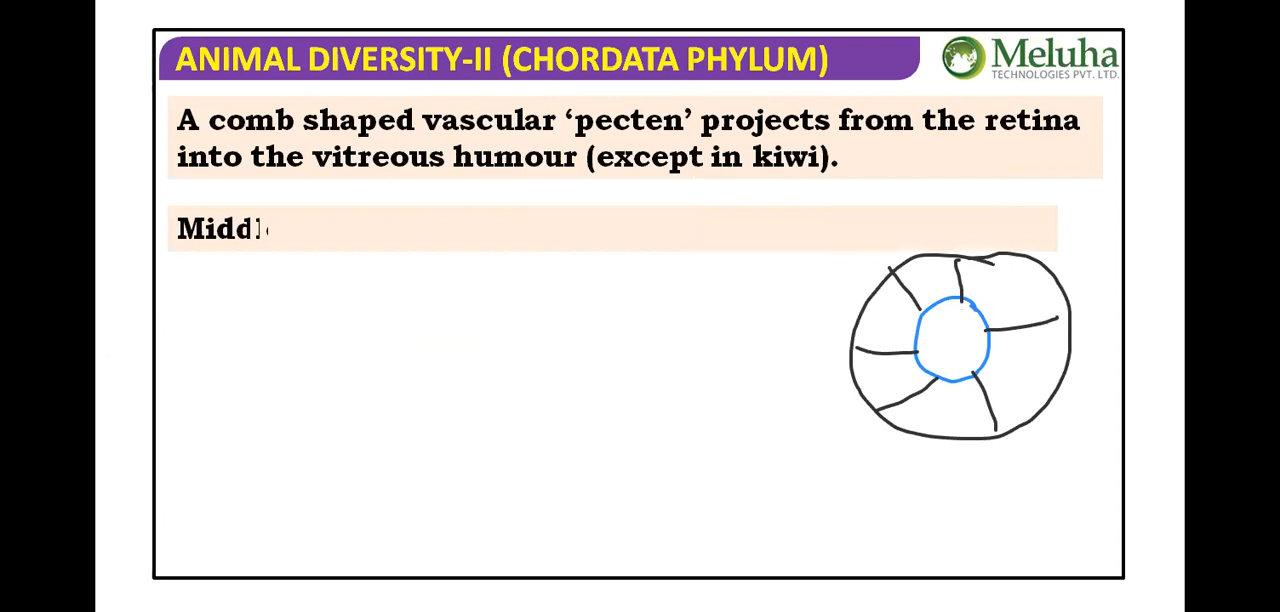 ANIMAL DIVERSITY-II (CHORDATA PHYLUM)
Meluha
TECHNOLOGIES PVT. LTD.
A comb shaped vascular ‘pecten’ projects from the retina
into the vitreous humour (except in kiwi).